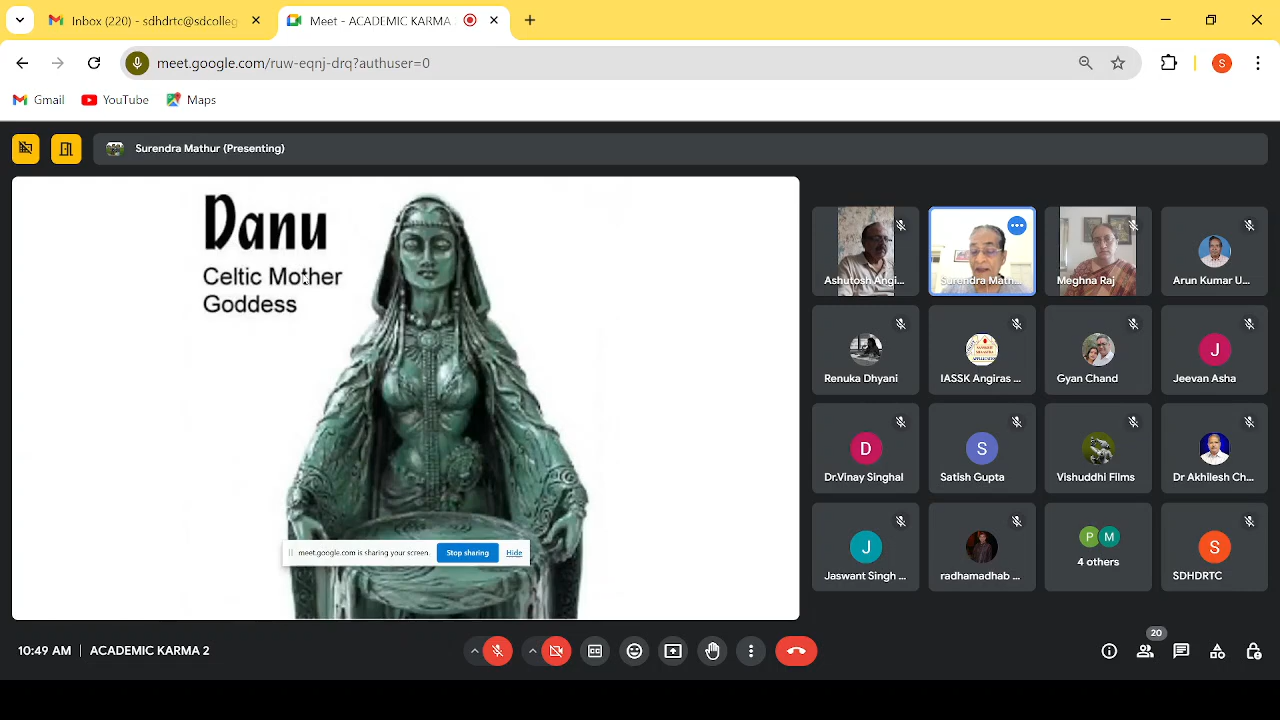 Inbox (220) - sdhdrtc@sdcolleg
Meet - ACADEMIC KARMA
meet.google.com/ruw-eqnj-drq?authuser=0
S
Gmail
YouTube
Maps
Surendra Mathur (Presenting)
Danu
Celtic Mother
Goddess
meet.google.com is sharing your screen.
Stop sharing
Hide
Ashutosh Angi...
Surendra Math...
Meghna Raj
Arun Kumar U...
Renuka Dhyani
IASSK Angiras ...
Gyan Chand
J
Jeevan Asha
D
Dr.Vinay Singhal
S
Satish Gupta
Vishuddhi Films
Dr Akhilesh Ch...
J
Jaswant Singh ...
radhamadhab ...
P M
4 others
S
SDHDRTC
10:49 AM | ACADEMIC KARMA 2
20